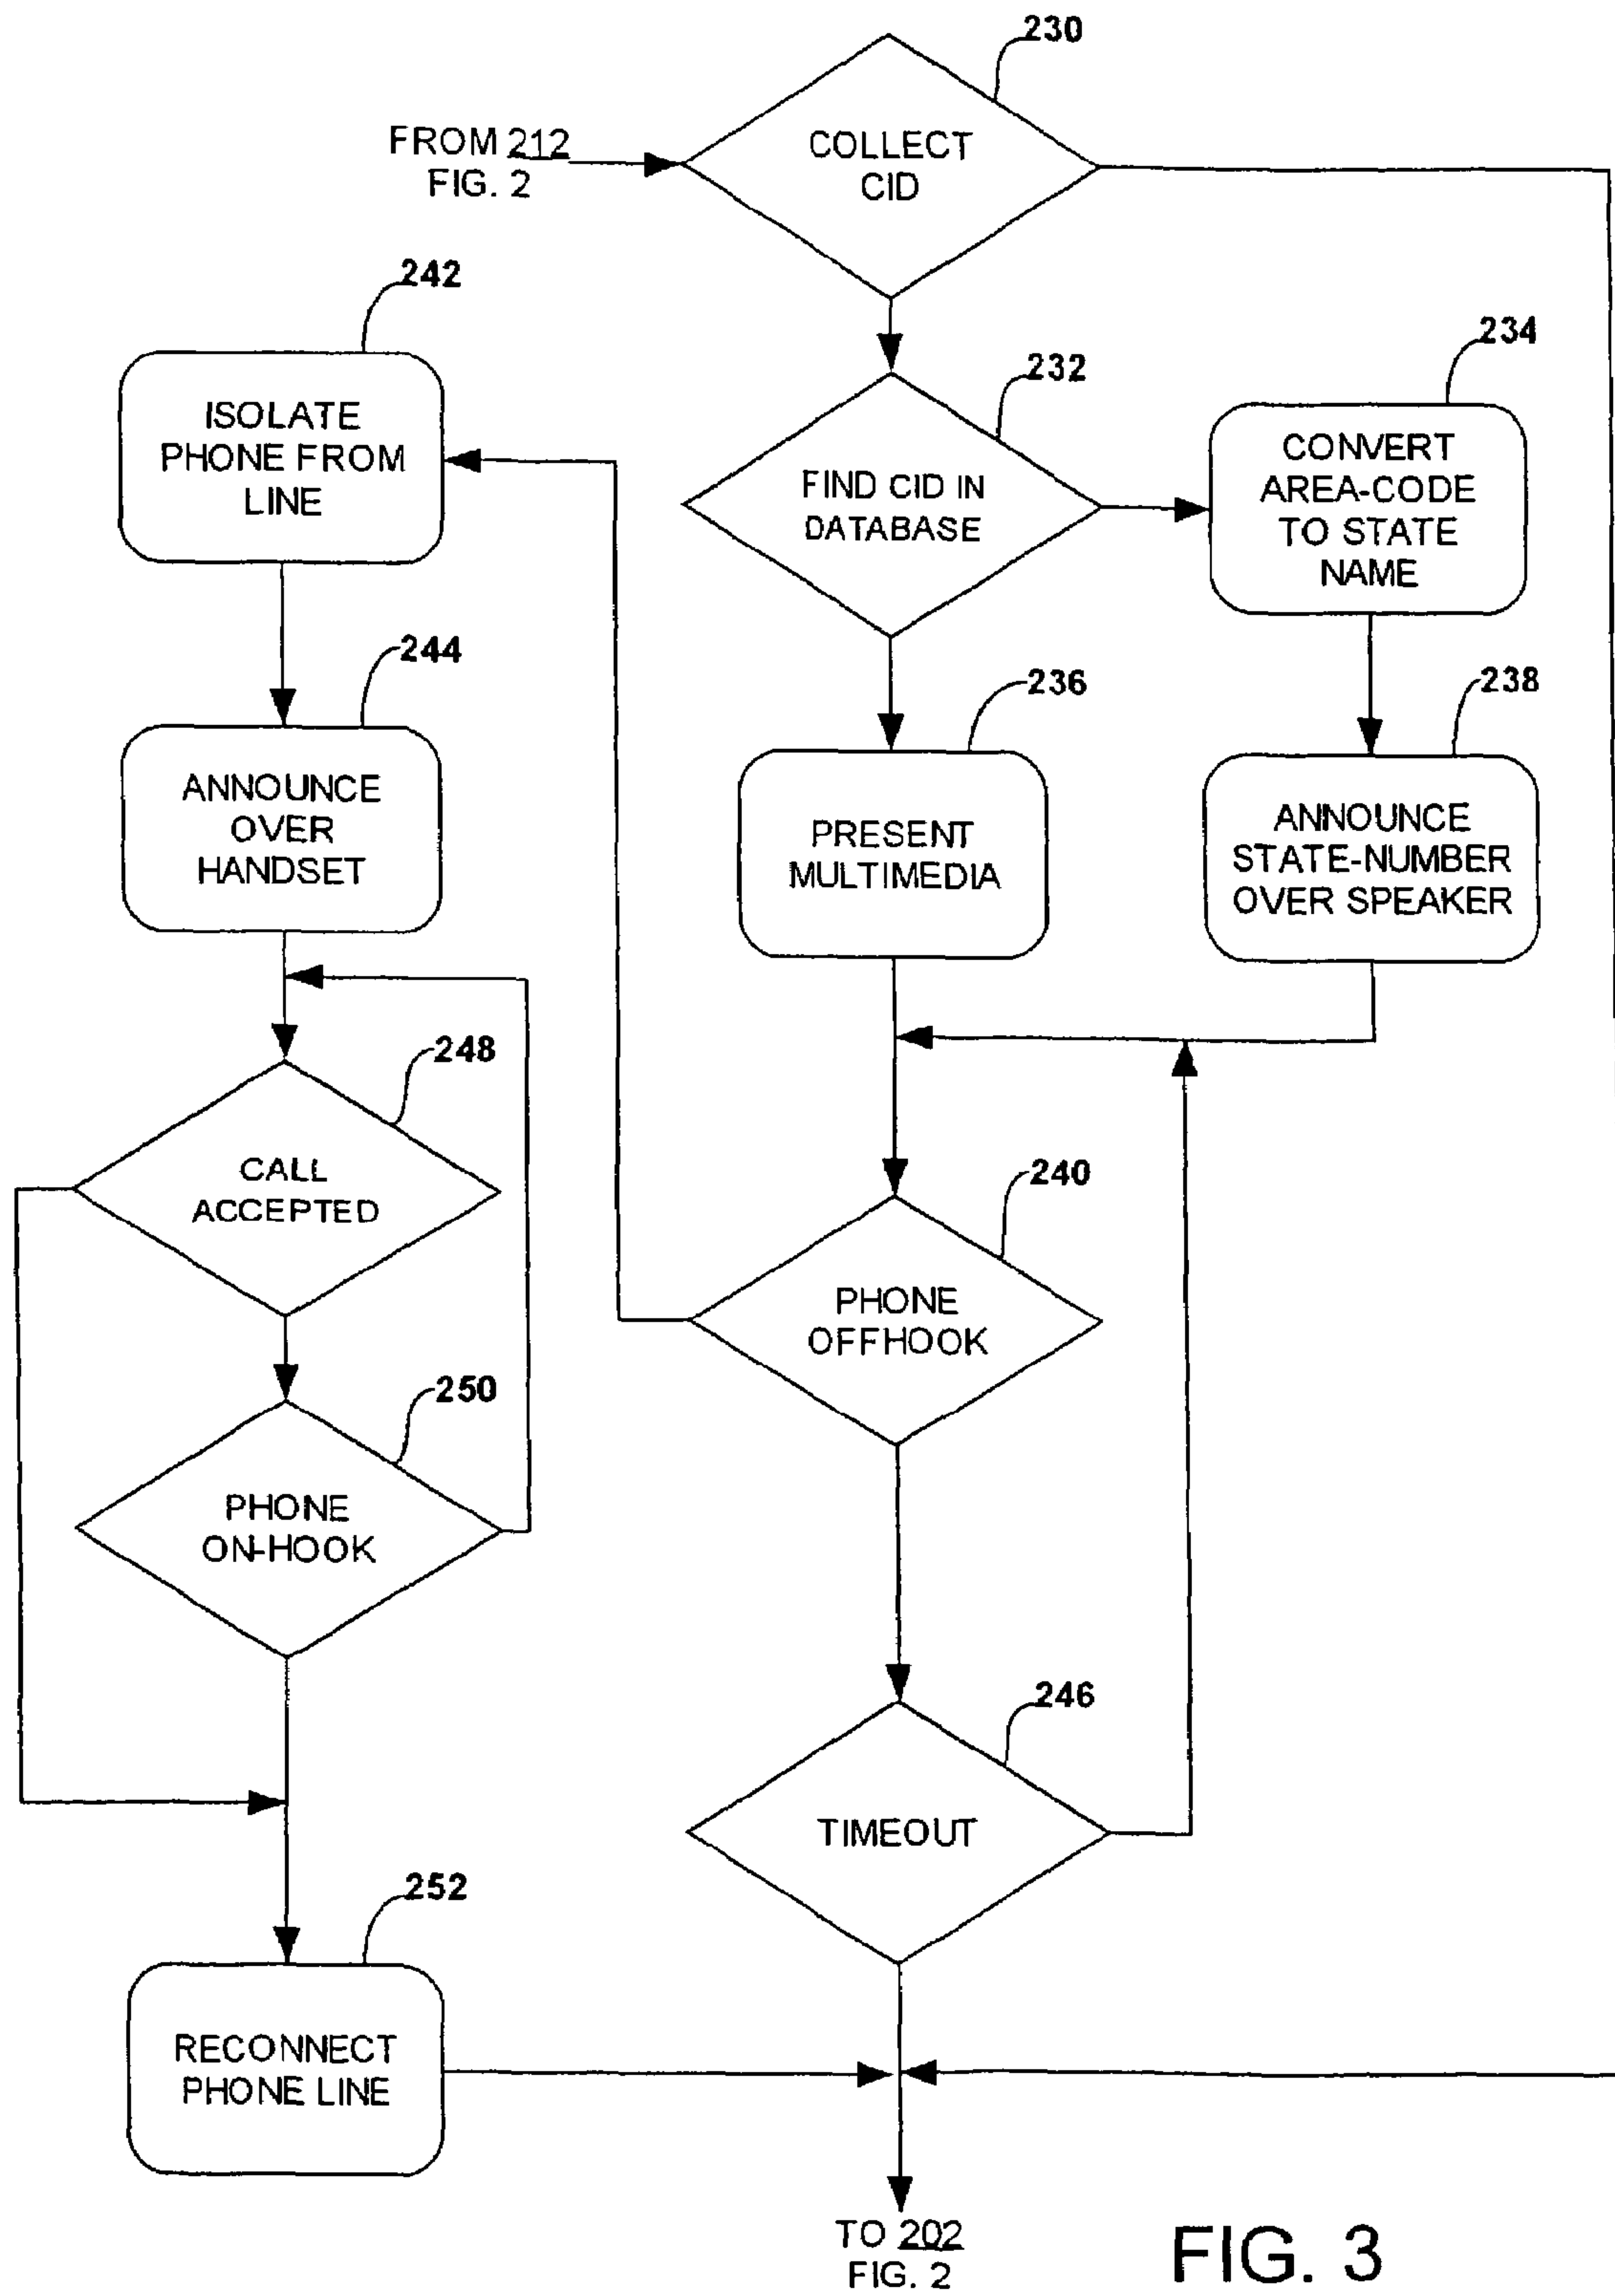 230
FROM 212
FIG. 2
COLLECT
CID
242
ISOLATE
PHONE FROM
LINE
232
FIND CID IN
DATABASE
234
CONVERT
AREA-CODE
TO STATE
NAME
244
ANNOUNCE
OVER
HANDSET
236
PRESENT
MULTIMEDIA
238
ANNOUNCE
STATE-NUMBER
OVER SPEAKER
248
CALL
ACCEPTED
240
PHONE
OFFHOOK
250
PHONE
ON-HOOK
246
TIMEOUT
252
RECONNECT
PHONE LINE
TO 202
FIG. 2
FIG. 3